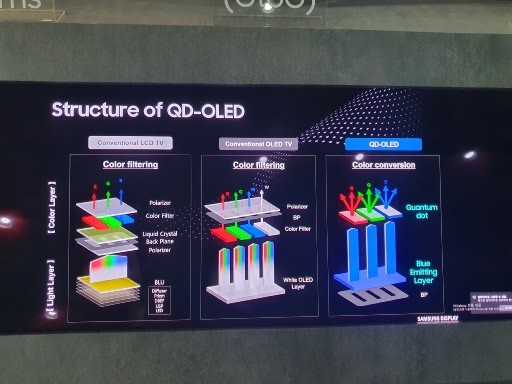 Structure of QD-OLED
Conventional LCD TV
Conventional OLED TV
QD-OLED
Color filtering
Color filtering
Color conversion
[ Color Layer ]
[ Light Layer ]
Polarizer
Color Filter
Liquid Crystal
Back Plane
Polarizer
BLU
Diffuser
Prism
DBEF
LGP
LED
Polarizer
BP
Color Filter
White OLED
Layer
Quantum
dot
Blue
Emitting
Layer
BP
SAMSUNG DISPLAY
Windows